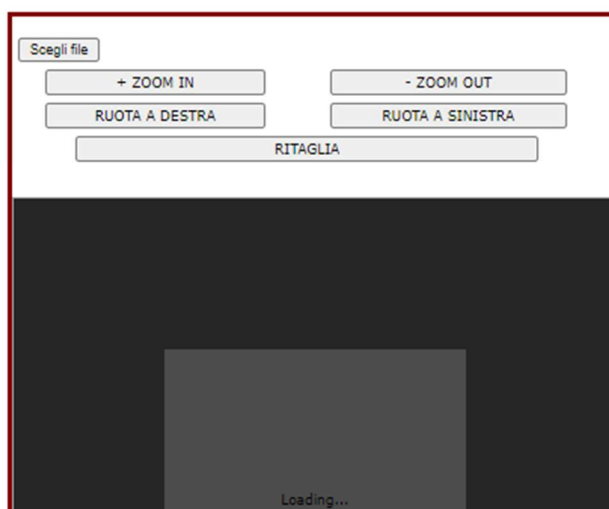 Scegli file
+ ZOOM IN - ZOOM OUT
RUOTA A DESTRA RUOTA A SINISTRA
RITAGLIA
Loading...